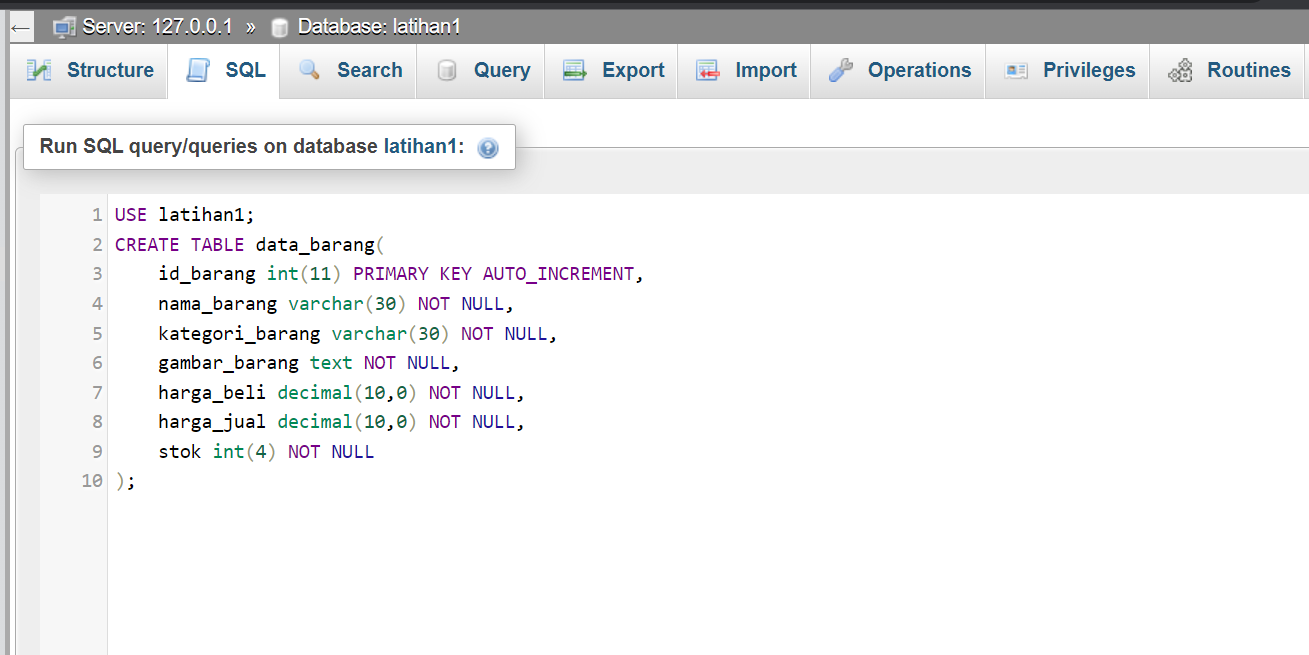 Server: 127.0.0.1 » Database: latihan1
Structure SQL Search Query Export Import Operations Privileges Routines
Run SQL query/queries on database latihan1:
1 USE latihan1;
2 CREATE TABLE data_barang(
3 id_barang int(11) PRIMARY KEY AUTO_INCREMENT,
4 nama_barang varchar(30) NOT NULL,
5 kategori_barang varchar(30) NOT NULL,
6 gambar_barang text NOT NULL,
7 harga_beli decimal(10,0) NOT NULL,
8 harga_jual decimal(10,0) NOT NULL,
9 stok int(4) NOT NULL
10 );